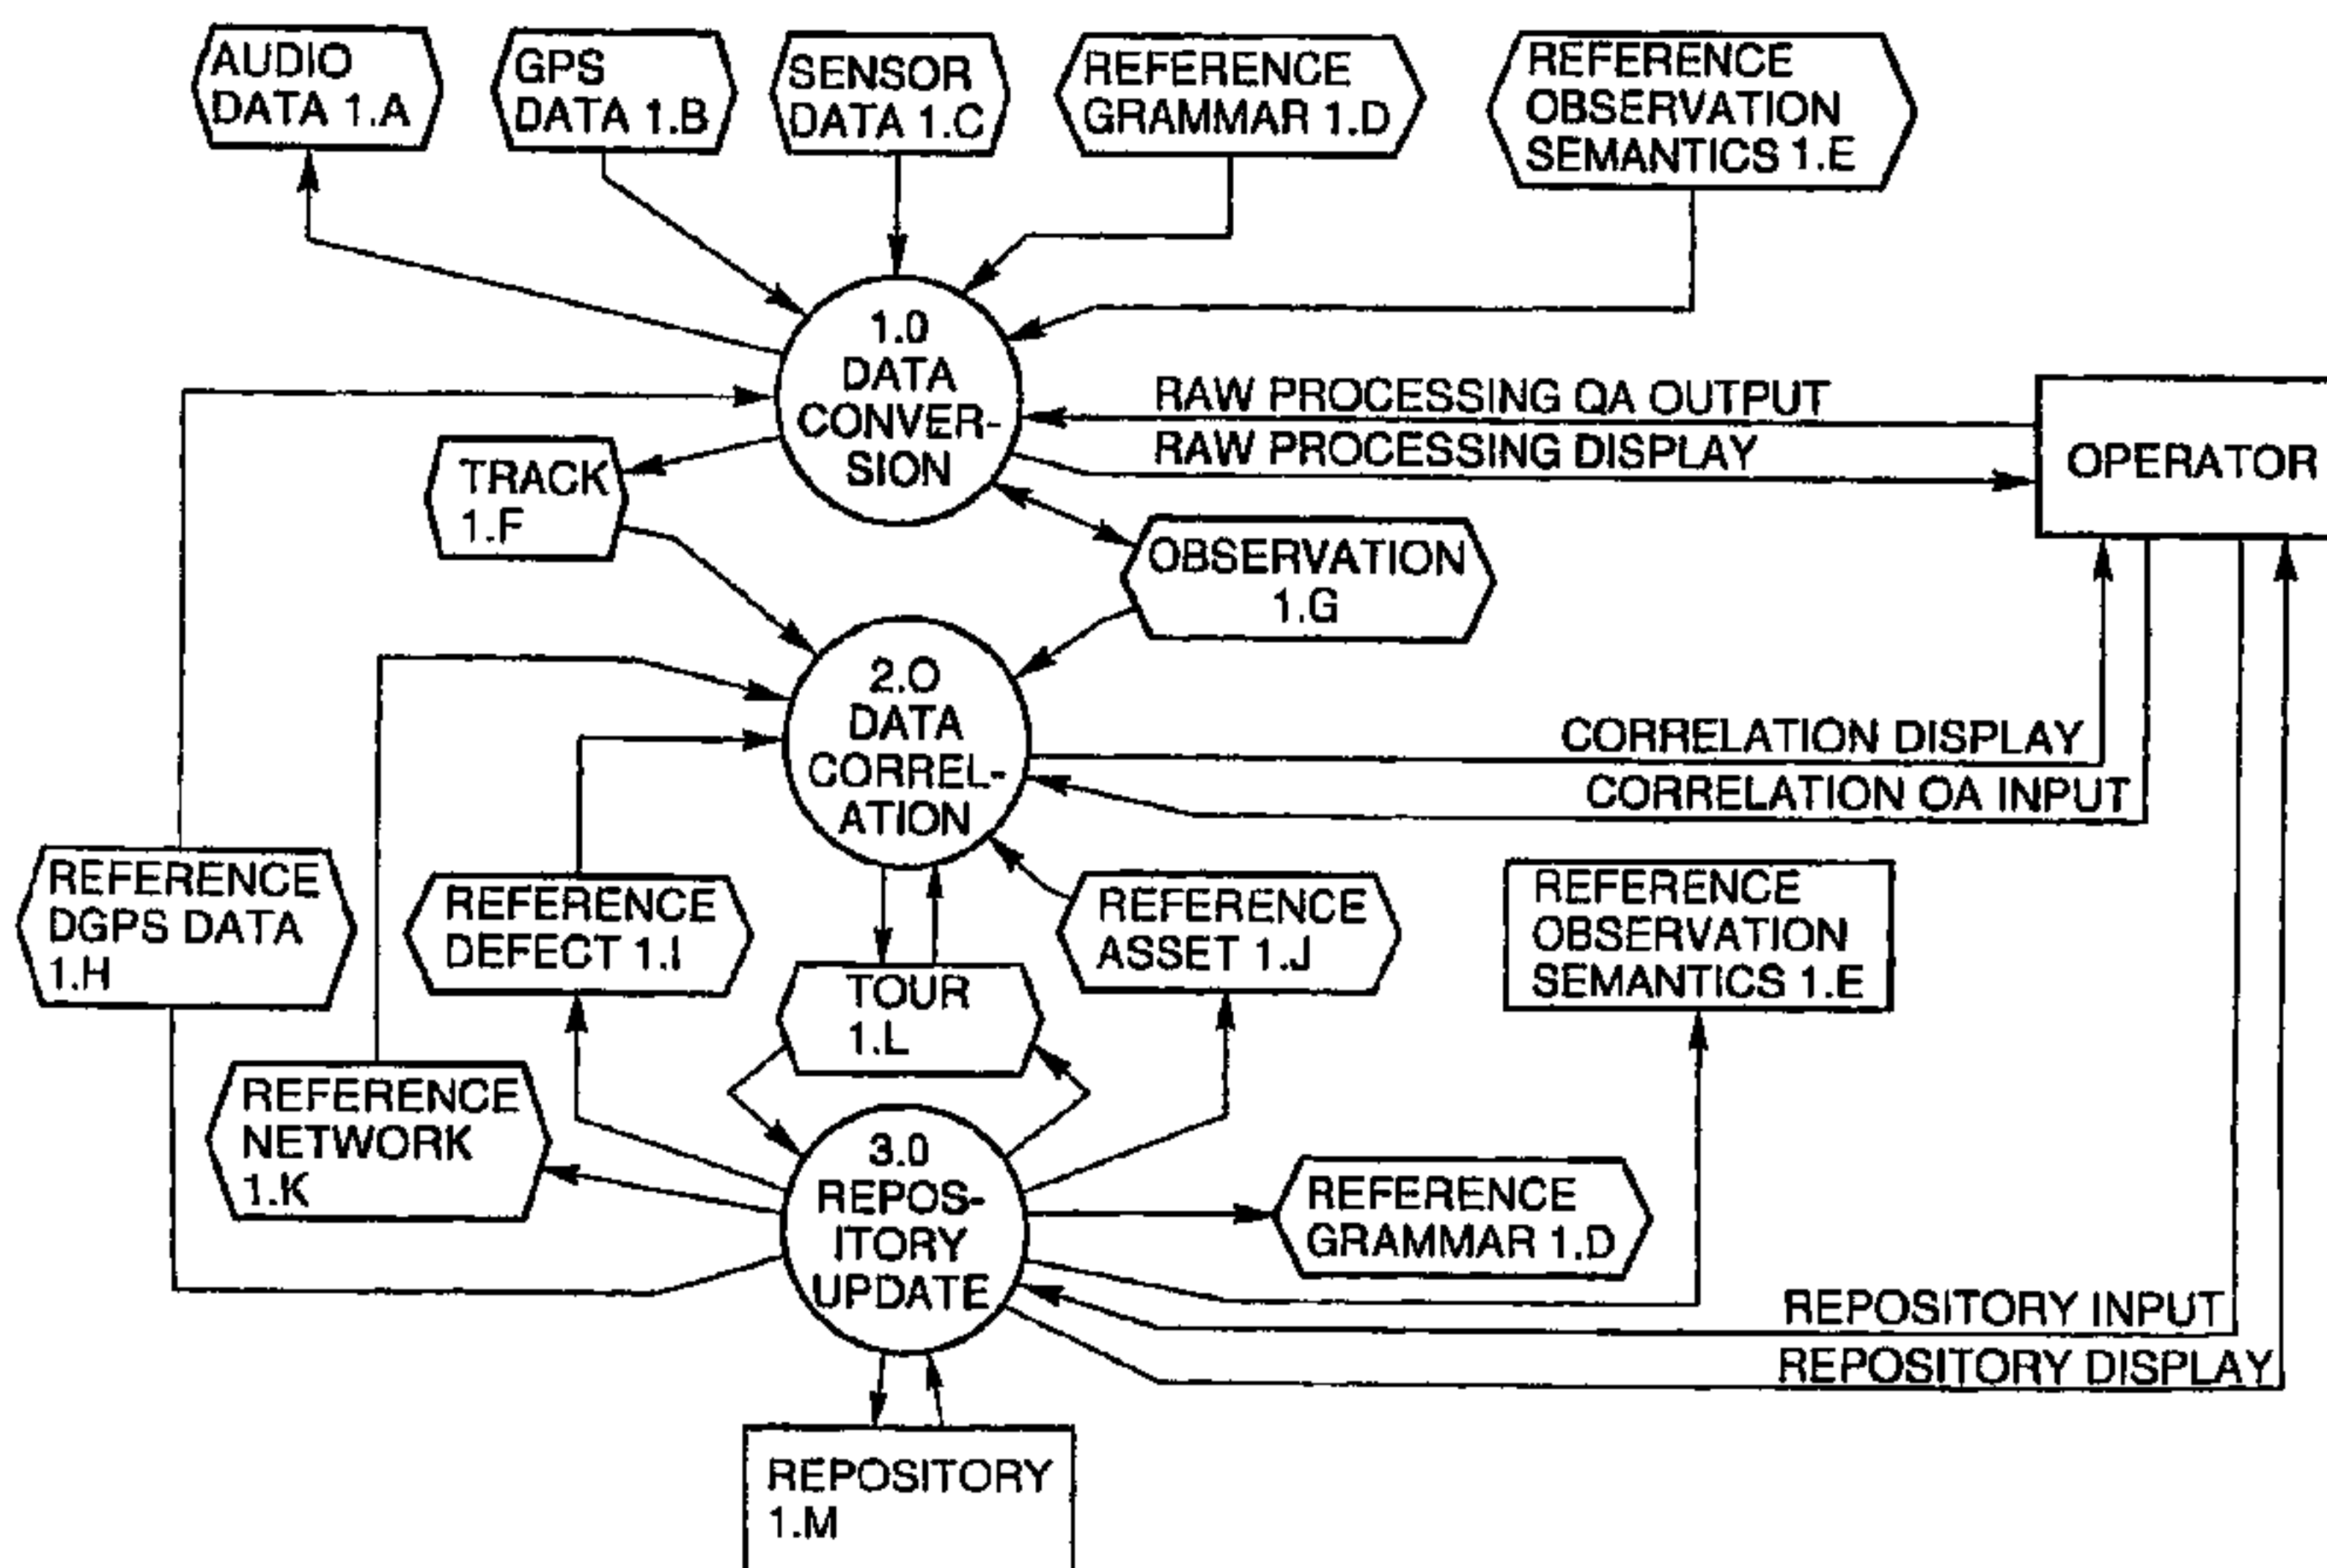 AUDIO
DATA 1.A
GPS
DATA 1.B
SENSOR
DATA 1.C
REFERENCE
GRAMMAR 1.D
REFERENCE
OBSERVATION
SEMANTICS 1.E
1.0
DATA
CONVER-
SION
RAW PROCESSING QA OUTPUT
RAW PROCESSING DISPLAY
OPERATOR
TRACK
1.F
OBSERVATION
1.G
2.O
DATA
CORREL-
ATION
CORRELATION DISPLAY
CORRELATION OA INPUT
REFERENCE
DGPS DATA
1.H
REFERENCE
DEFECT 1.I
REFERENCE
ASSET 1.J
REFERENCE
OBSERVATION
SEMANTICS 1.E
TOUR
1.L
REFERENCE
NETWORK
1.K
3.0
REPOS-
ITORY
UPDATE
REFERENCE
GRAMMAR 1.D
REPOSITORY INPUT
REPOSITORY DISPLAY
REPOSITORY
1.M